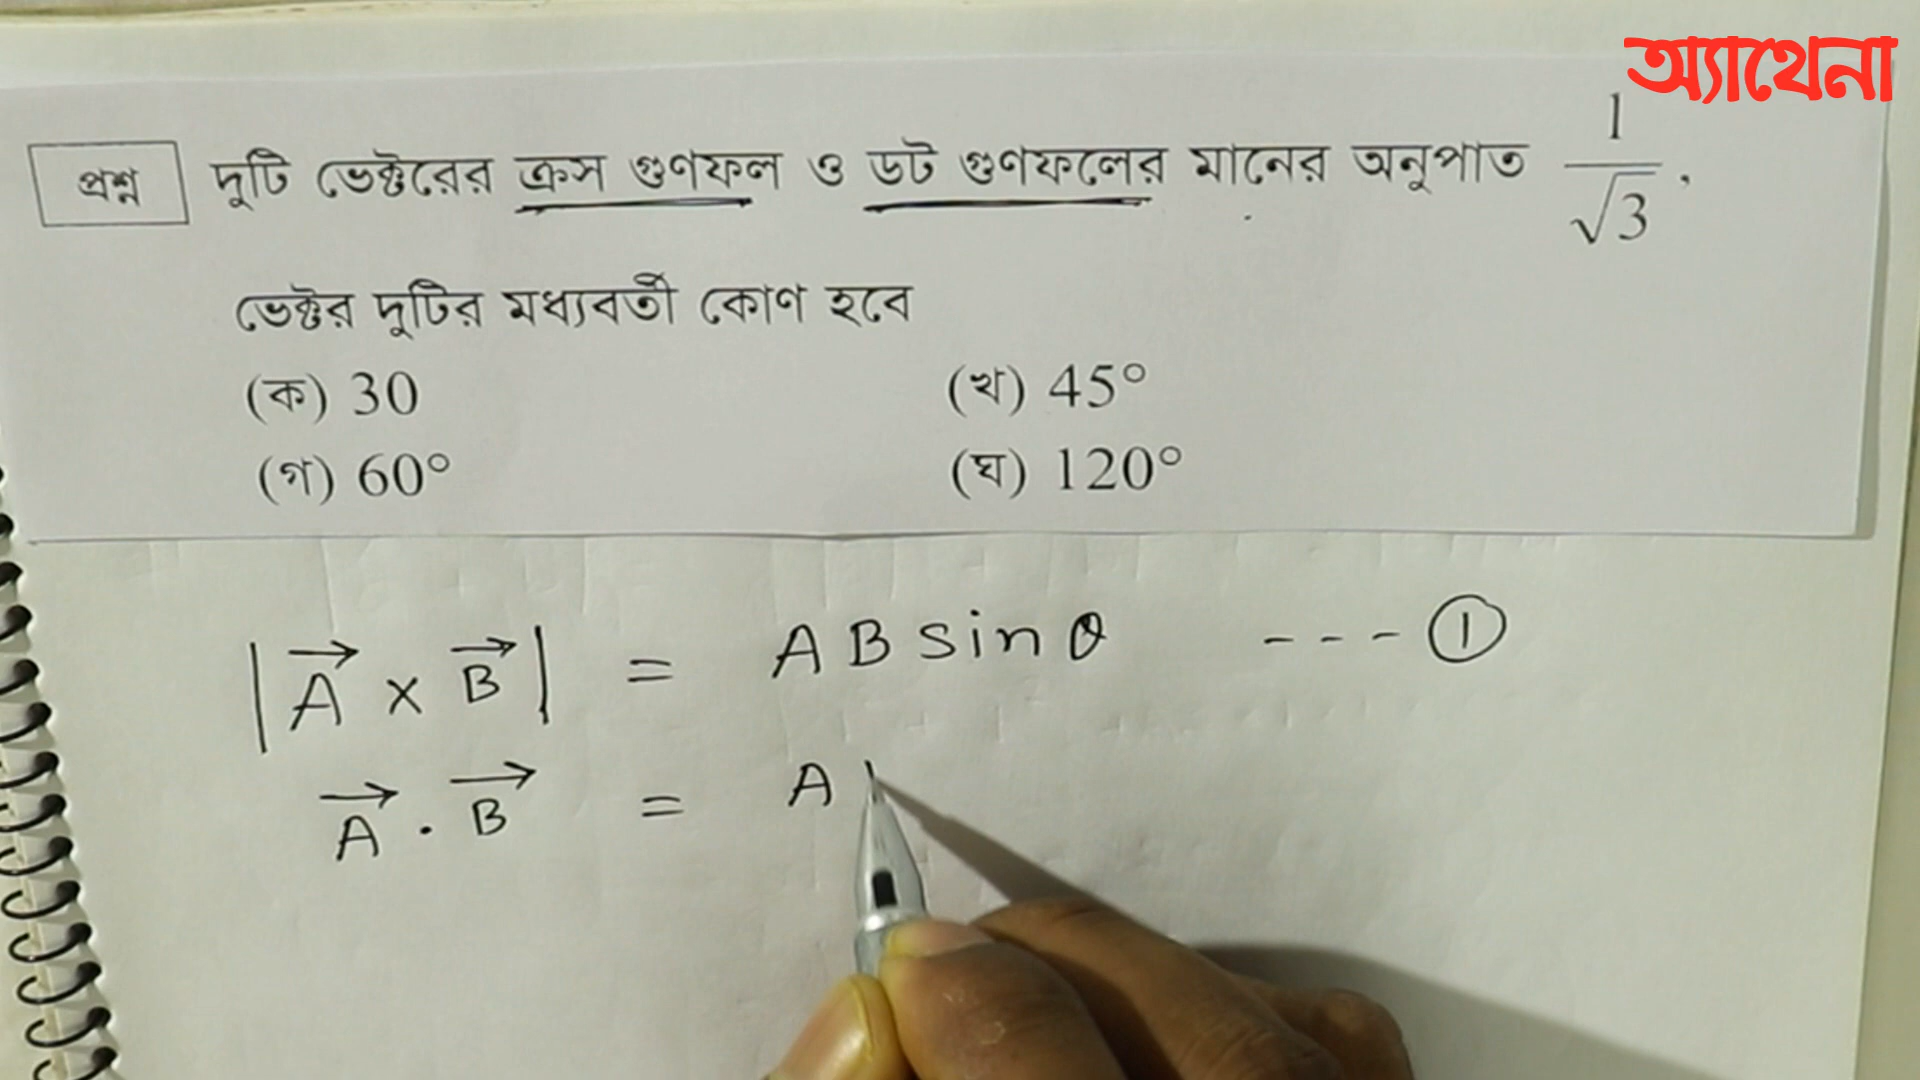 অ্যাথেনা
প্রশ্ন দুটি ভেক্টরের ক্রস গুণফল ও ডট গুণফলের মানের অনুপাত 1/√3 .
ভেক্টর দুটির মধ্যবর্তী কোণ হবে
(ক) 30 (খ) 45°
(গ) 60° (ঘ) 120°
|A⃗ × B⃗| = AB sin θ --- ①
A⃗ . B⃗ = A